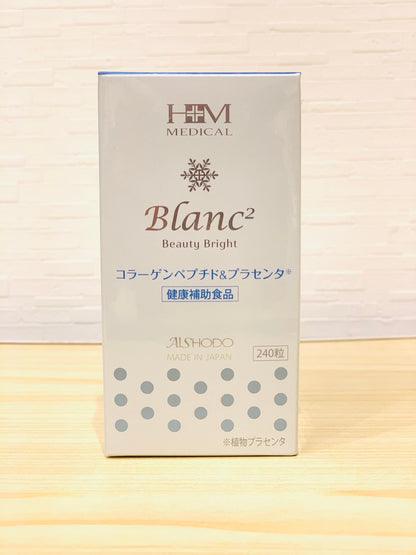 H+M
MEDICAL
Blanc²
Beauty Bright
コラーゲンペプチド&プラセンタ※
健康補助食品
AISHODO
MADE IN JAPAN
240粒
※植物プラセンタ